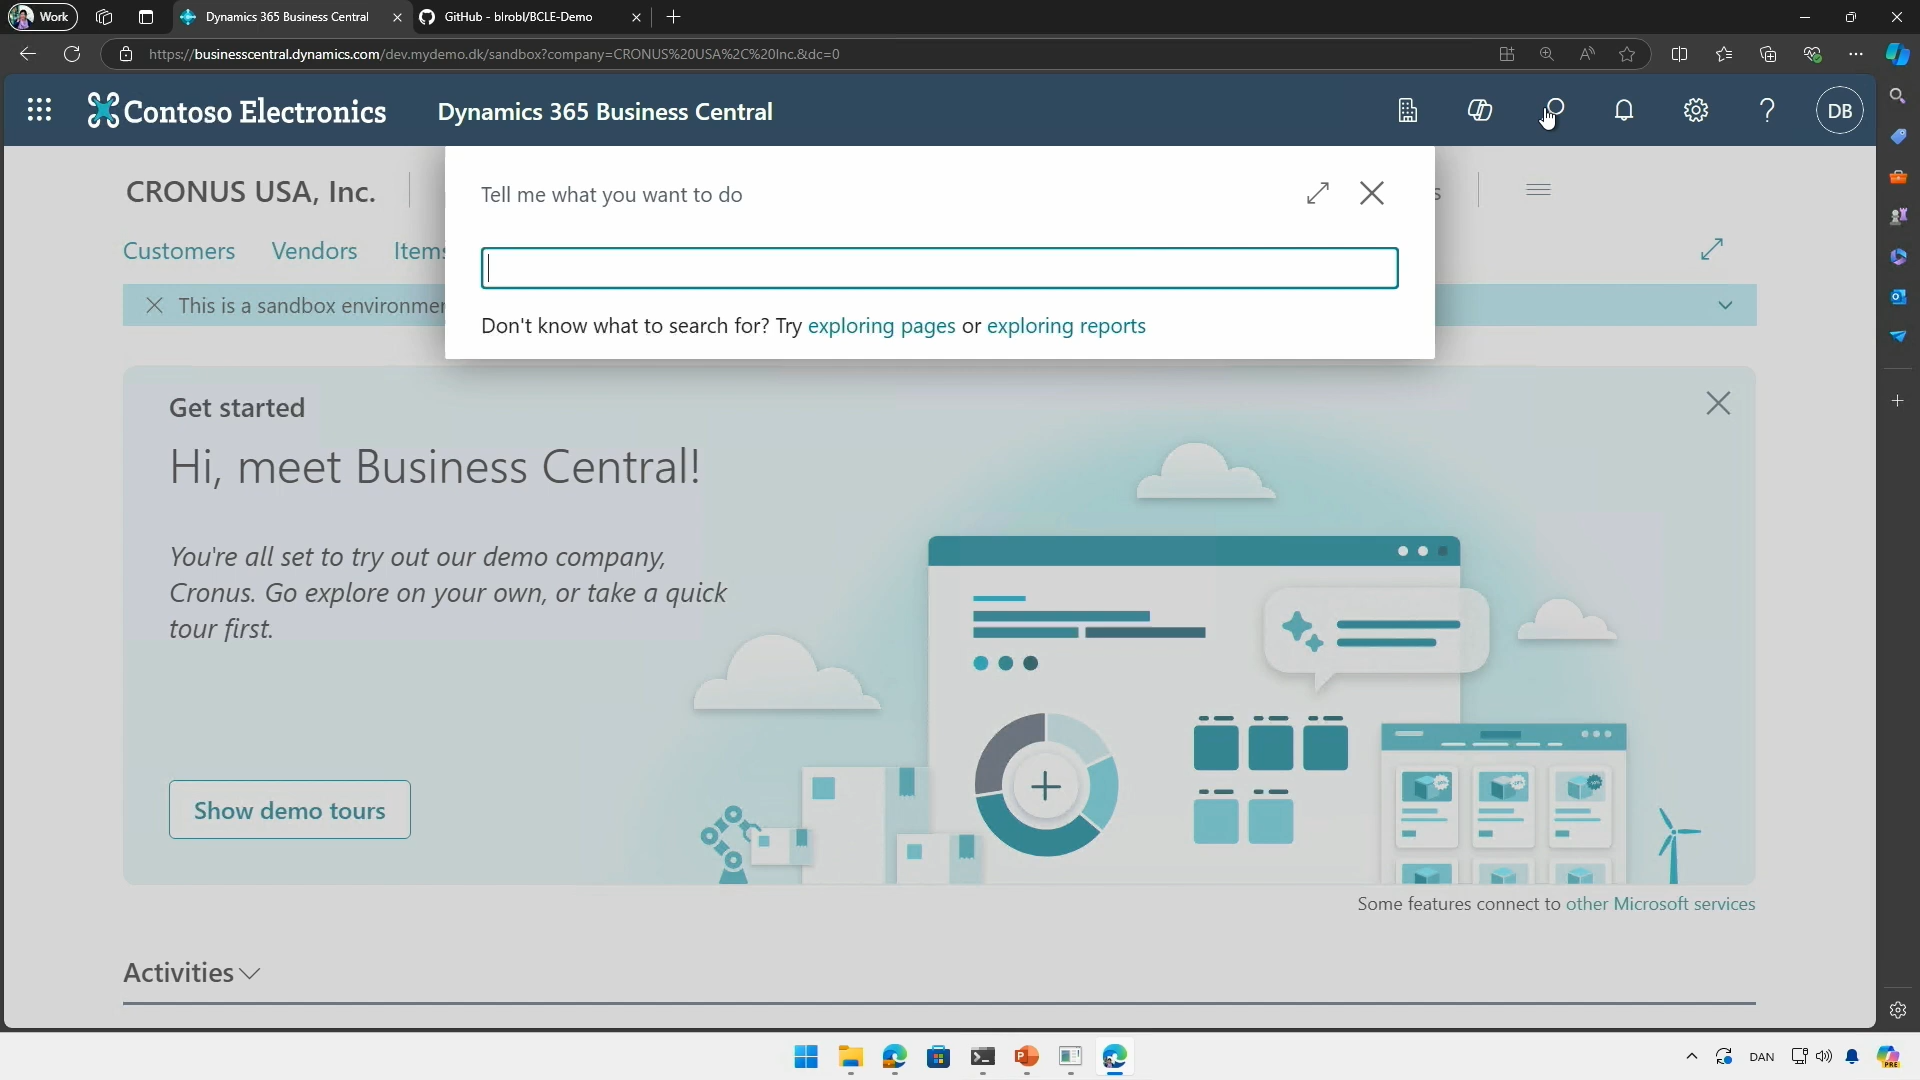 Work
Dynamics 365 Business Central
GitHub - blrobl/BCLE-Demo
https://businesscentral.dynamics.com/dev.mydemo.dk/sandbox?company=CRONUS%20USA%2C%20Inc.&dc=0
Contoso Electronics
Dynamics 365 Business Central
DB
CRONUS USA, Inc.
Tell me what you want to do
s
Customers
Vendors
Items
This is a sandbox environmen
Don't know what to search for? Try exploring pages or exploring reports
Get started
Hi, meet Business Central!
You're all set to try out our demo company,
Cronus. Go explore on your own, or take a quick
tour first.
Show demo tours
Some features connect to other Microsoft services
Activities
DAN
PRE